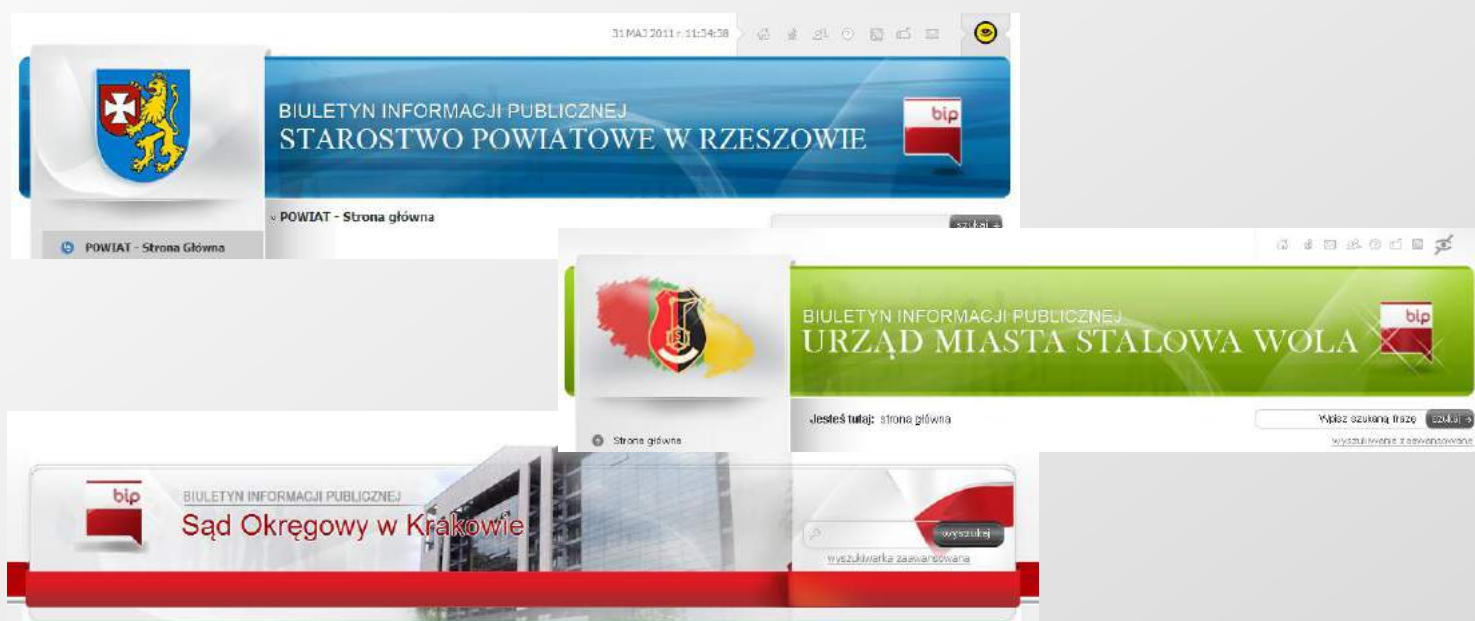 31 MAJ 2011 r. 11:34:38
BIULETYN INFORMACJI PUBLICZNEJ
STAROSTWO POWIATOWE W RZESZOWIE
bip
» POWIAT - Strona główna
szukaj
POWIAT - Strona Główna
BIULETYN INFORMACJI PUBLICZNEJ
URZĄD MIASTA STALOWA WOLA
bip
Jesteś tutaj: strona główna
Wpisz szukaną frazę
szukaj
wyszukiwanie zaawansowane
Strona główna
bip
BIULETYN INFORMACJI PUBLICZNEJ
Sąd Okręgowy w Krakowie
wyszukaj
wyszukiwarka zaawansowana